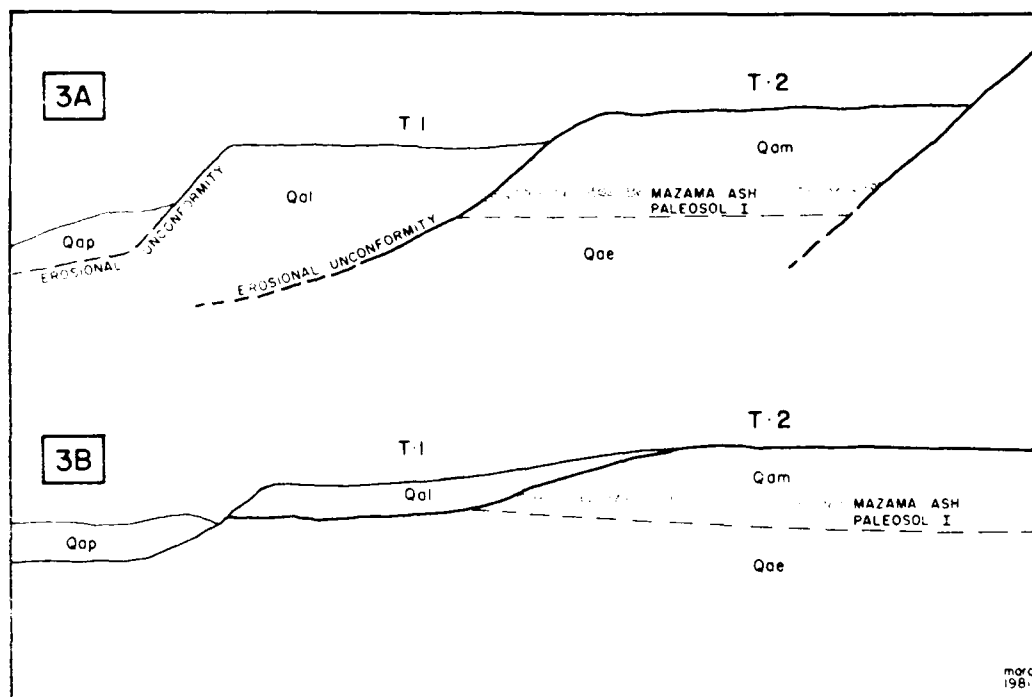 3A
T·1
T·2
Qal
Qam
MAZAMA ASH
PALEOSOL I
Qap
EROSIONAL UNCONFORMITY
EROSIONAL UNCONFORMITY
Qae
3B
T·1
T·2
Qal
Qam
MAZAMA ASH
PALEOSOL I
Qap
Qae